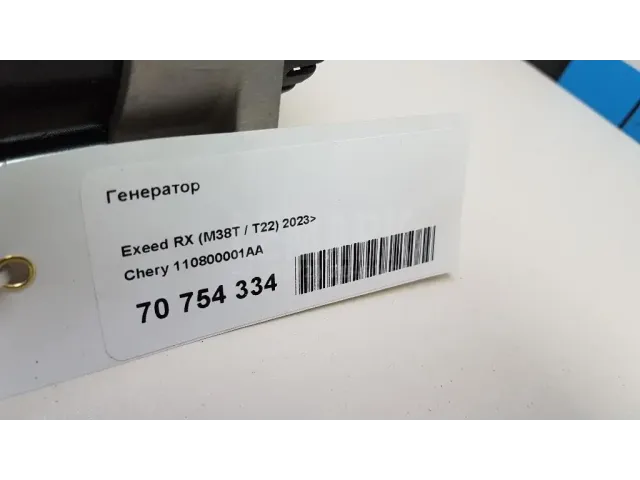 Генератор
Exeed RX (M38T / T22) 2023>
Chery 110800001AA
70 754 334